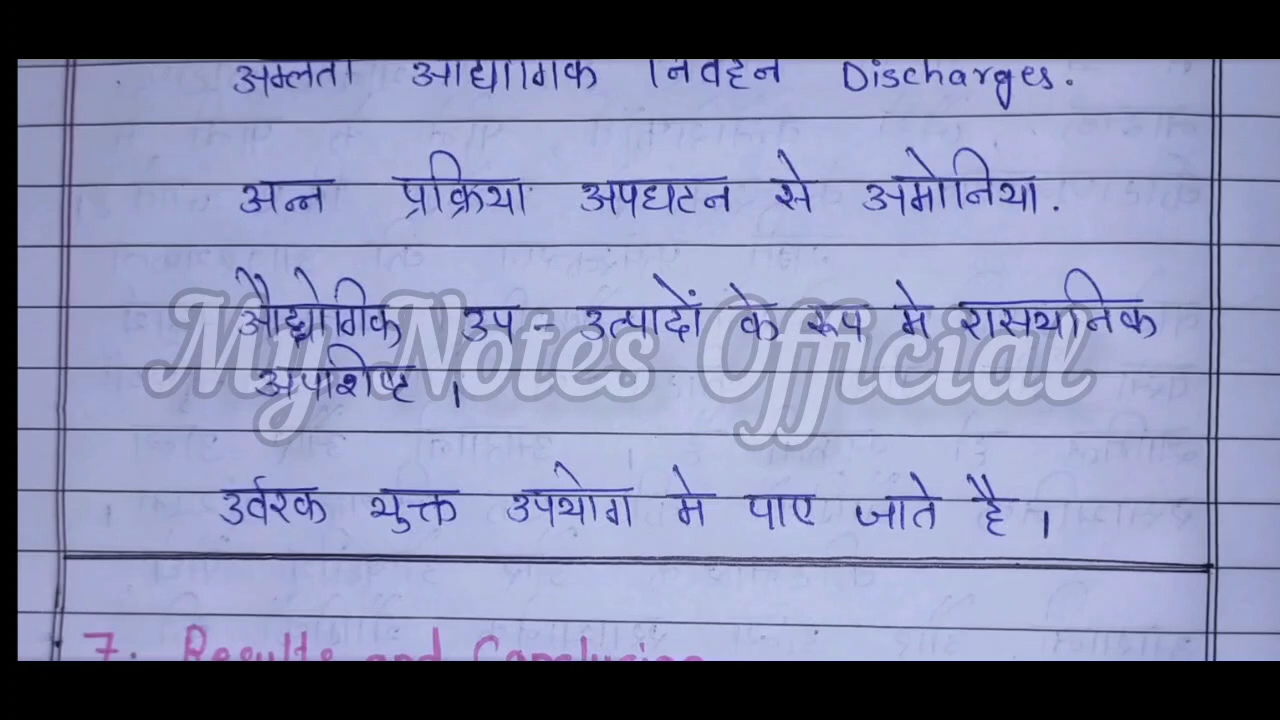 अम्लता औद्योगिक निर्वहन Discharges.
अन्न प्रक्रिया अपघटन से अमोनिया.
औद्योगिक उप - उत्पादों के रूप मे रासयनिक
अपशिष्ट ।
My Notes Official
उर्वरक युक्त उपयोग मे पाए जाते है ।
7. Results and Conclusion